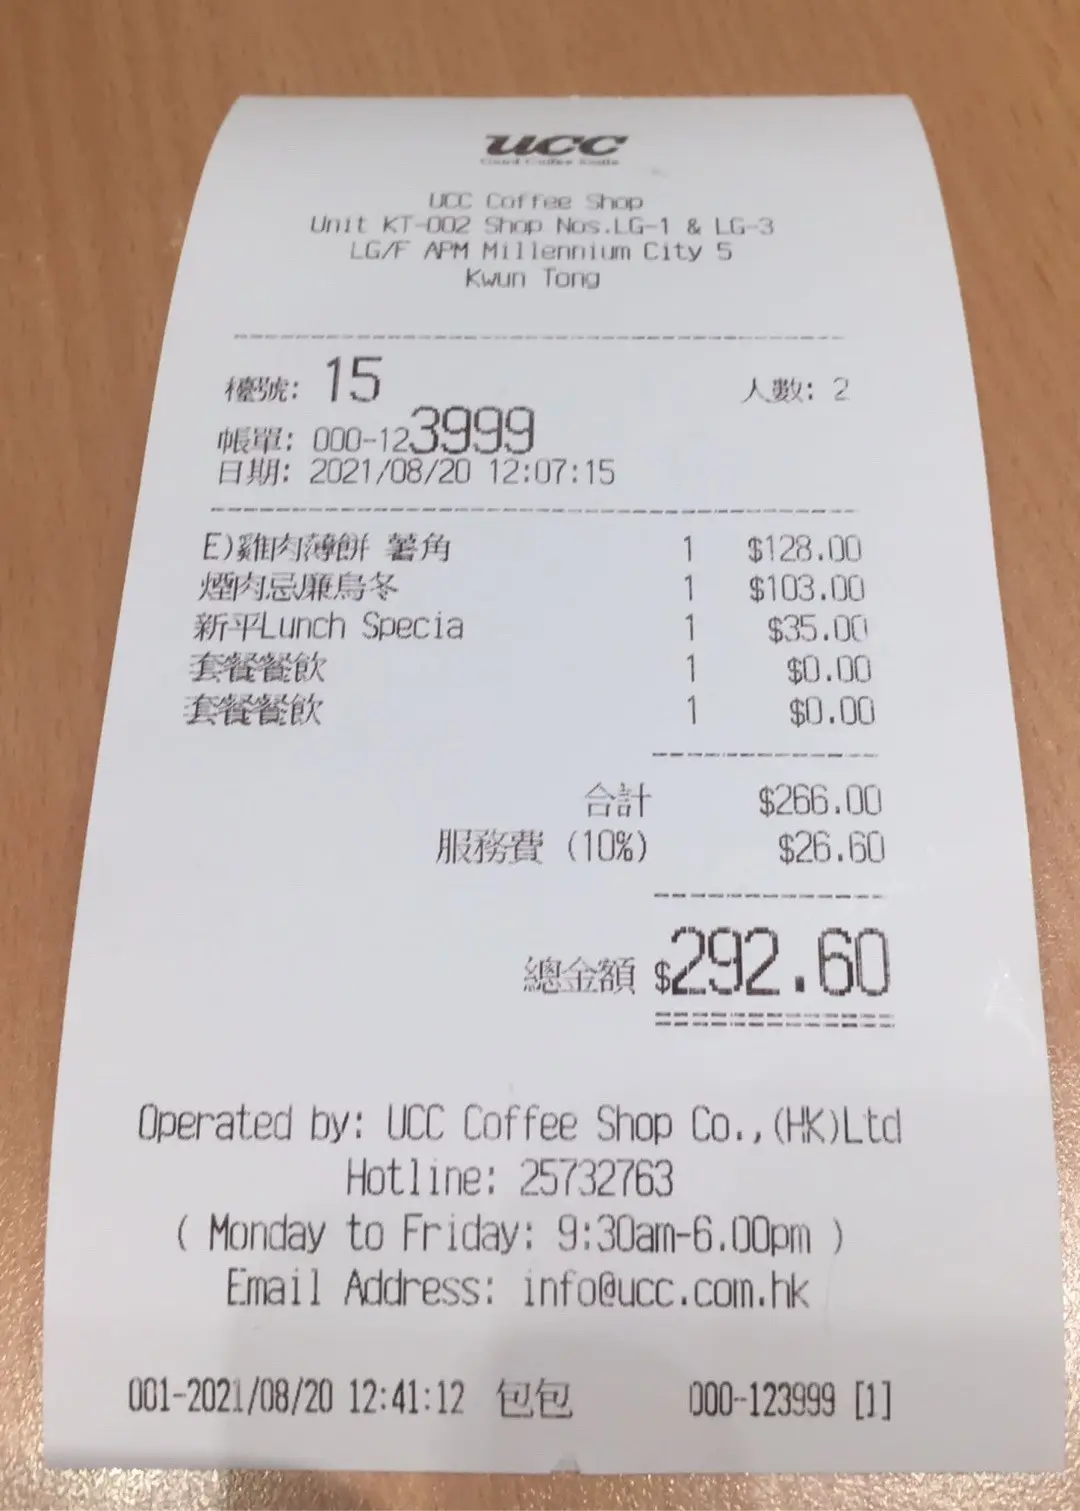 UCC
Good Coffee Smile
UCC Coffee Shop
Unit KT-002 Shop Nos.LG-1 & LG-3
LG/F APM Millennium City 5
Kwun Tong
檯號: 15 人數: 2
帳單: 000-123999
日期: 2021/08/20 12:07:15
E)雞肉薄餅 薯角 1 $128.00
煙肉忌廉烏冬 1 $103.00
新平Lunch Specia 1 $35.00
套餐餐飲 1 $0.00
套餐餐飲 1 $0.00
合計 $266.00
服務費 (10%) $26.60
總金額 $292.60
Operated by: UCC Coffee Shop Co.,(HK)Ltd
Hotline: 25732763
( Monday to Friday: 9:30am-6.00pm )
Email Address: info@ucc.com.hk
001-2021/08/20 12:41:12 包包 000-123999 [1]